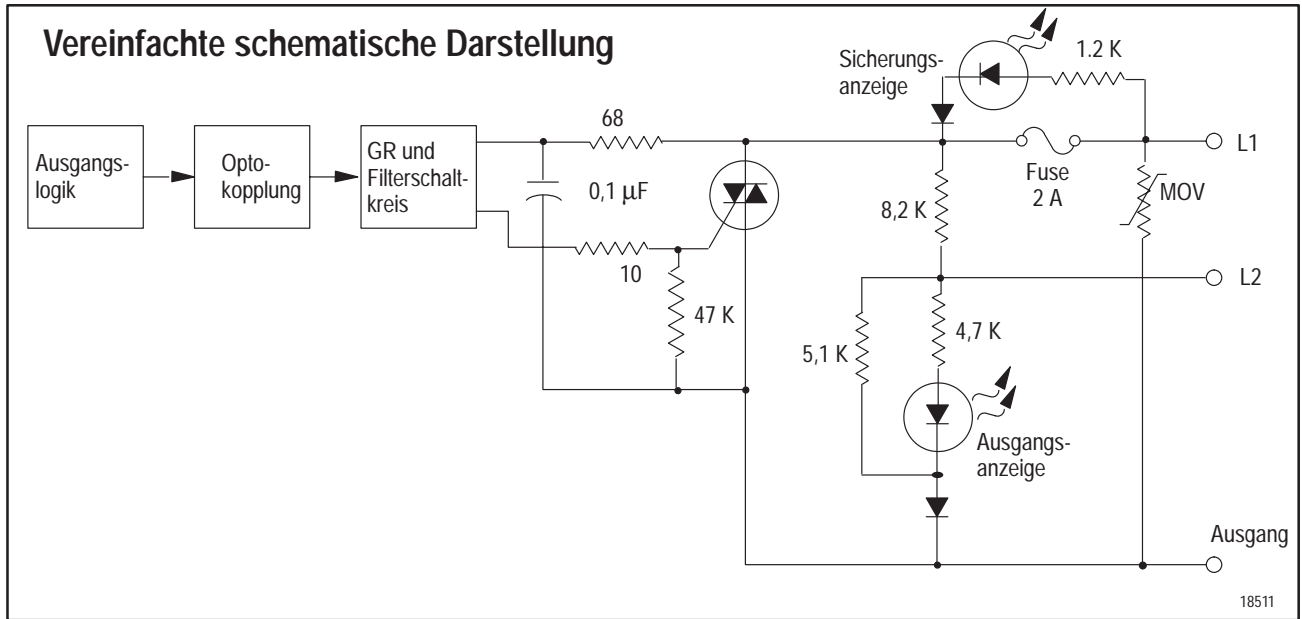 Vereinfachte schematische Darstellung
Sicherungs-
anzeige
1.2 K
Ausgangs-
logik
Opto-
kopplung
GR und
Filterschalt-
kreis
68
0,1 µF
10
47 K
Fuse
2 A
L1
MOV
8,2 K
L2
5,1 K
4,7 K
Ausgangs-
anzeige
Ausgang
18511